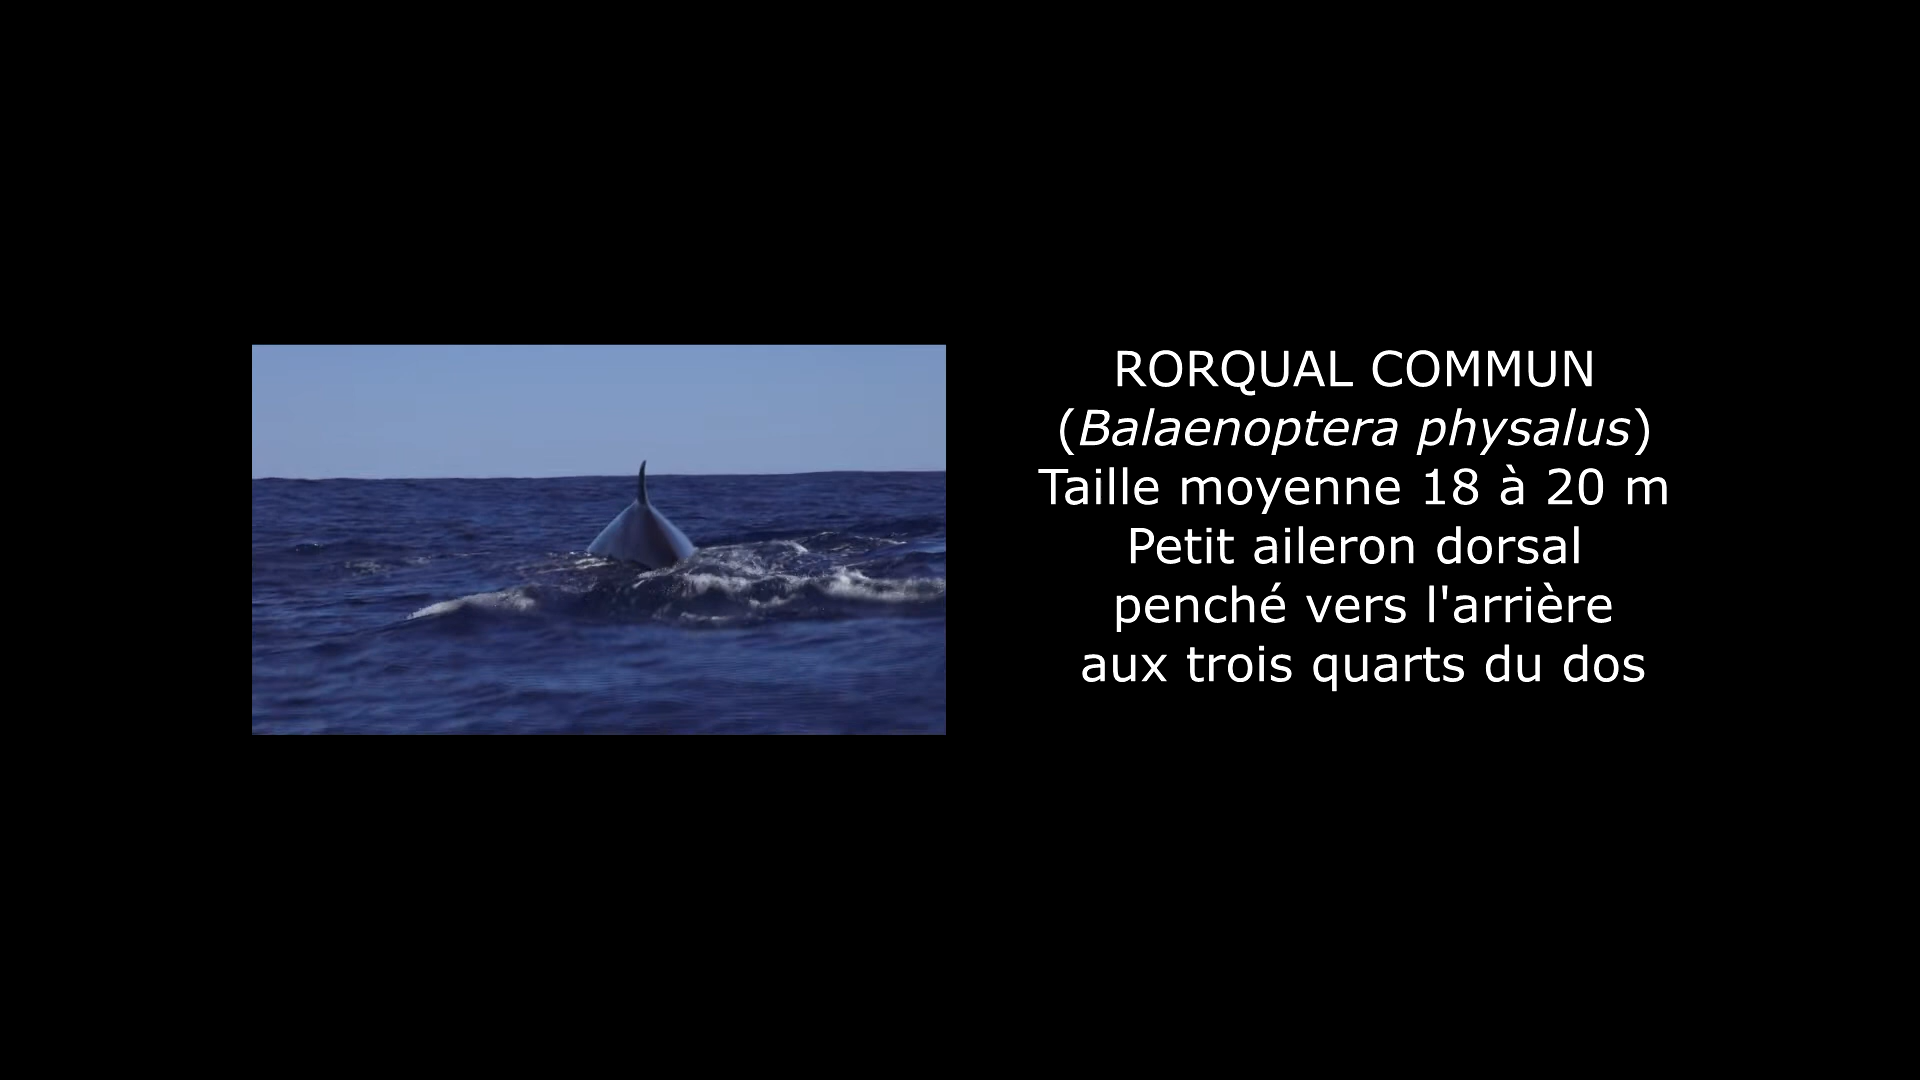 RORQUAL COMMUN
(Balaenoptera physalus)
Taille moyenne 18 à 20 m
Petit aileron dorsal
penché vers l'arrière
aux trois quarts du dos